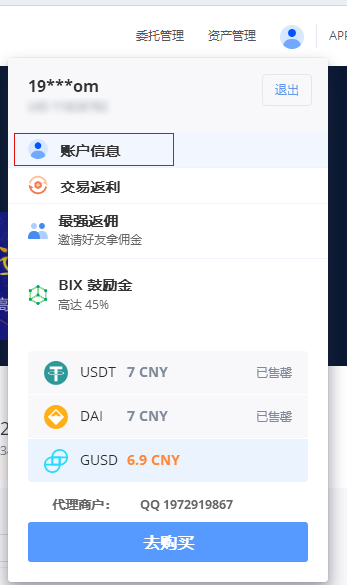 委托管理 资产管理 APP
19***om 退出
账户信息
交易返利
最强返佣
邀请好友拿佣金
BIX 鼓励金
高达 45%
USDT 7 CNY 已售罄
DAI 7 CNY 已售罄
GUSD 6.9 CNY
代理商户： QQ 1972919867
去购买